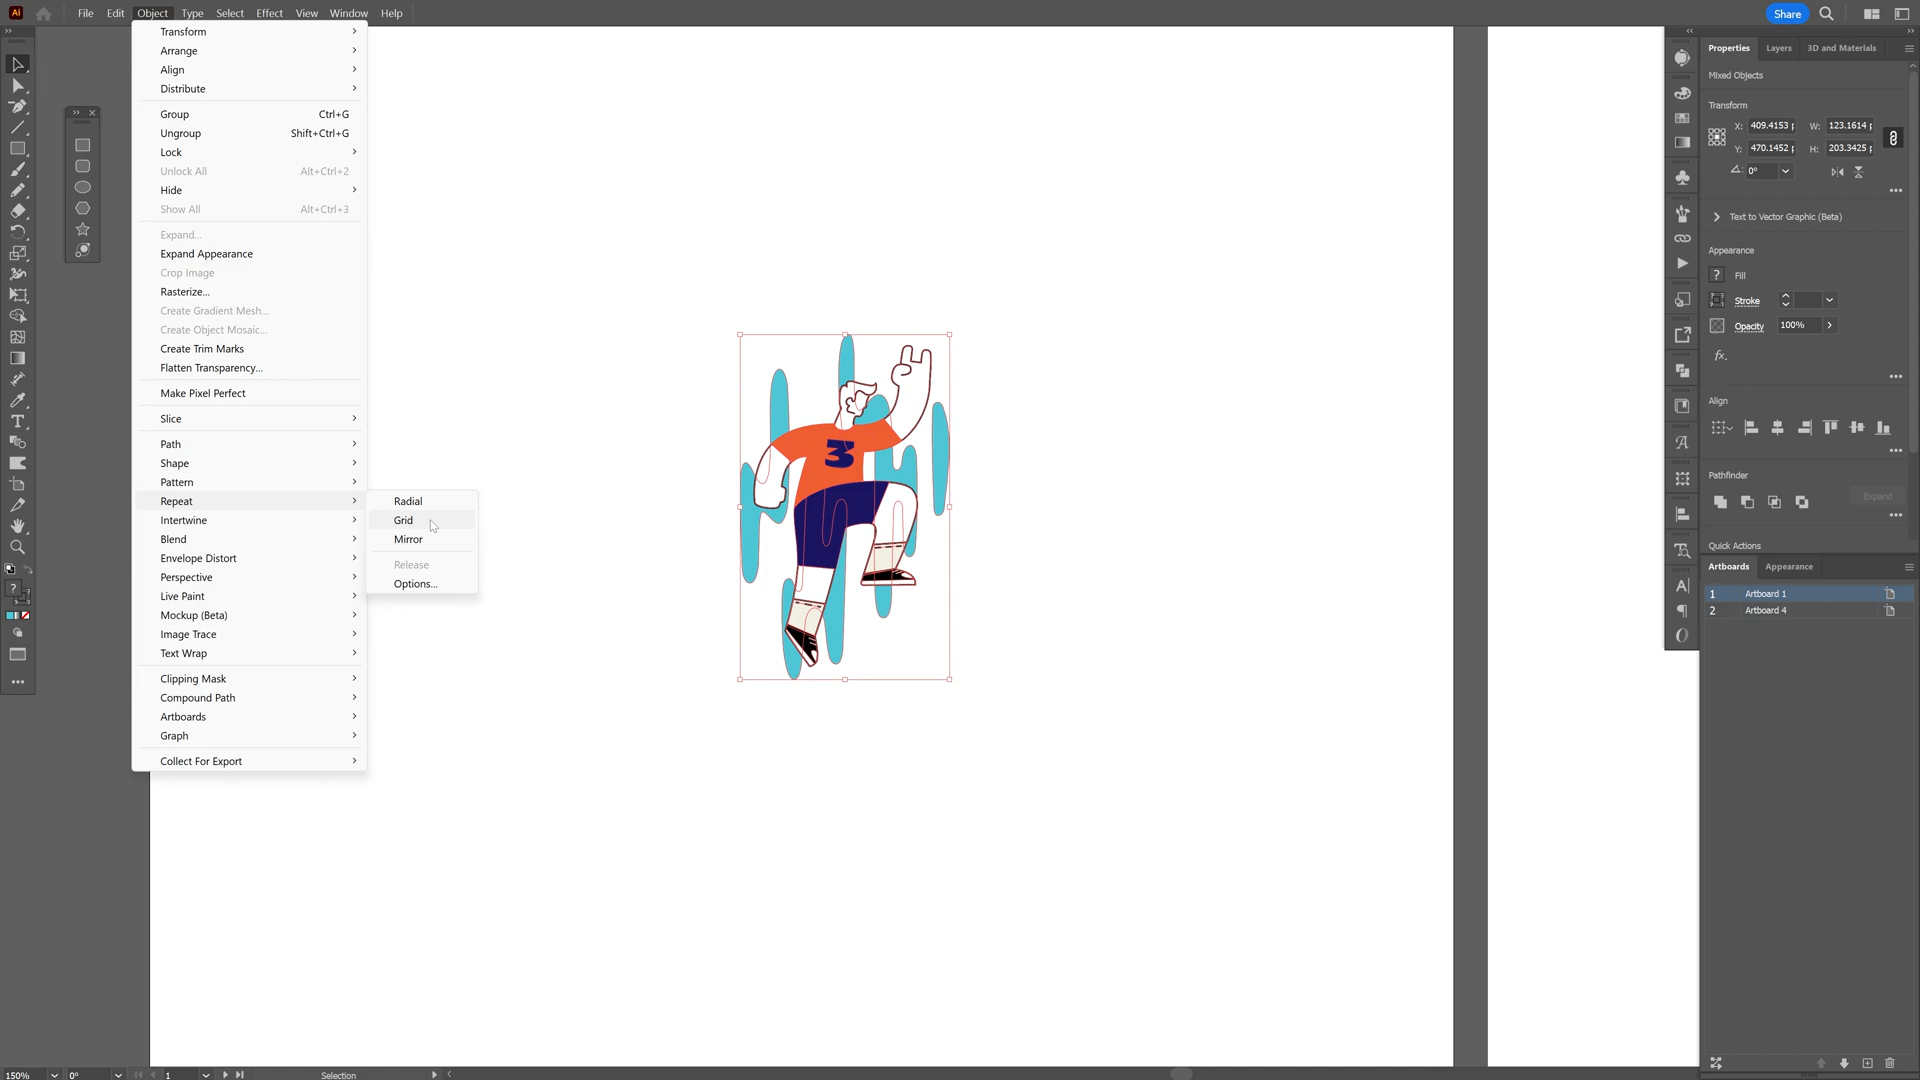 Ai File Edit Object Type Select Effect View Window Help Share
Transform
Arrange
Align
Distribute
Group Ctrl+G
Ungroup Shift+Ctrl+G
Lock
Unlock All Alt+Ctrl+2
Hide
Show All Alt+Ctrl+3
Expand...
Expand Appearance
Crop Image
Rasterize...
Create Gradient Mesh...
Create Object Mosaic...
Create Trim Marks
Flatten Transparency...
Make Pixel Perfect
Slice
Path
Shape
Pattern
Repeat
Intertwine
Blend
Envelope Distort
Perspective
Live Paint
Mockup (Beta)
Image Trace
Text Wrap
Clipping Mask
Compound Path
Artboards
Graph
Collect For Export
Radial
Grid
Mirror
Release
Options...
3
Properties Layers 3D and Materials
Mixed Objects
Transform
X: 409.4153 p W: 123.1614 p
Y: 470.1452 p H: 203.3425 p
0°
Text to Vector Graphic (Beta)
Appearance
? Fill
Stroke
Opacity 100%
fx.
Align
Pathfinder
Expand
Quick Actions
Artboards Appearance
1 Artboard 1
2 Artboard 4
150% 0° 1 Selection